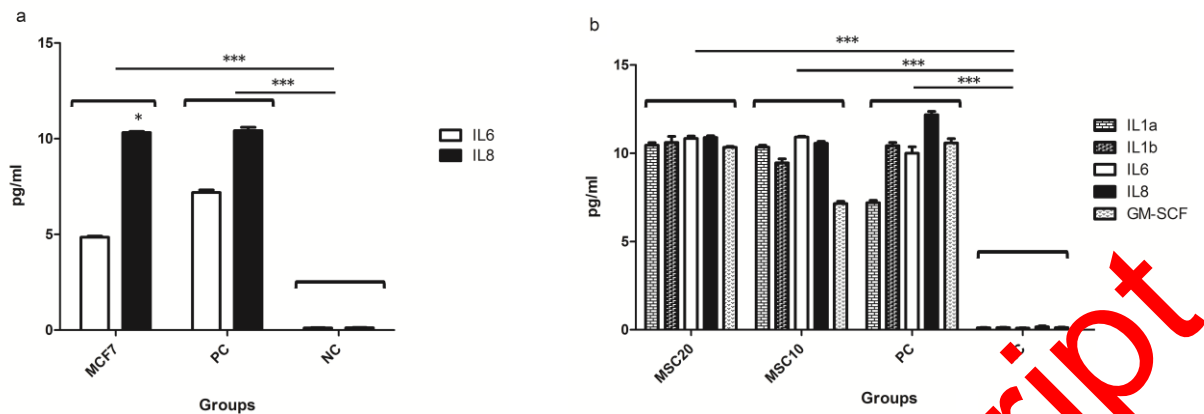 a
15
10
5
0
pg/ml
***
***
*
MCF7
PC
NC
Groups
IL6
IL8
b
15
10
5
0
pg/ml
***
***
***
MSC20
MSC10
PC
C
Groups
IL1a
IL1b
IL6
IL8
GM-SCF
ript